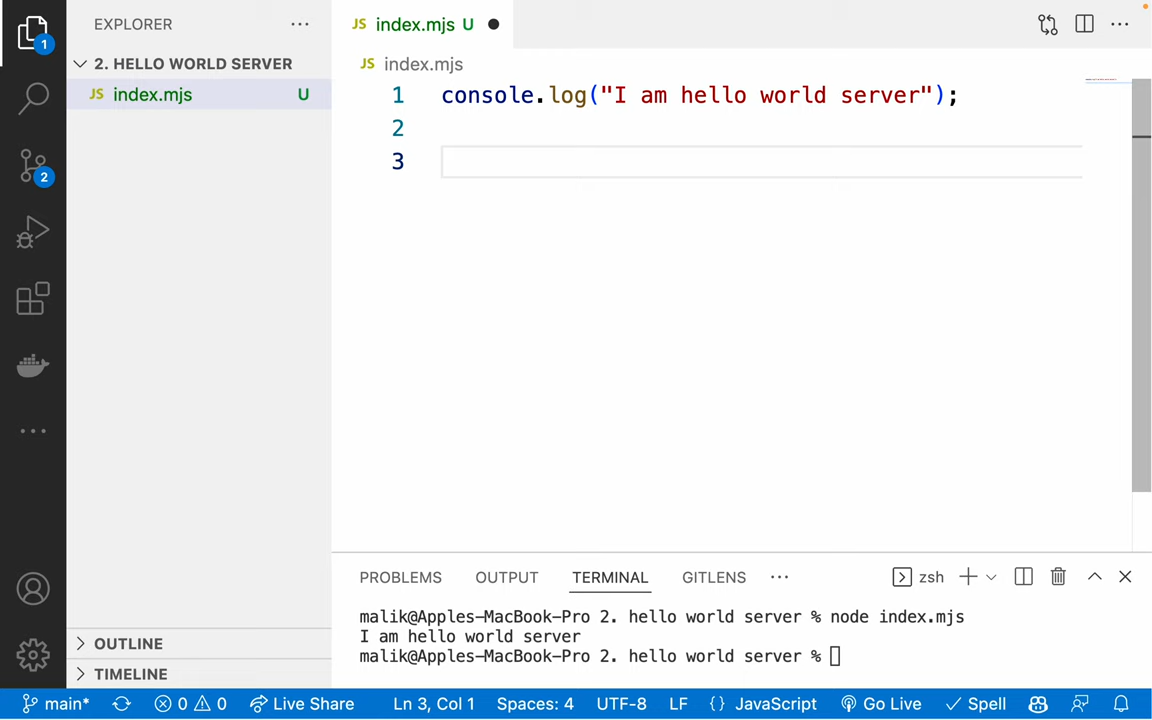 EXPLORER
1
2. HELLO WORLD SERVER
JS index.mjs U
2
OUTLINE
TIMELINE
JS index.mjs U
JS index.mjs
1 console.log("I am hello world server");
2
3
PROBLEMS OUTPUT TERMINAL GITLENS zsh
malik@Apples-MacBook-Pro 2. hello world server % node index.mjs
I am hello world server
malik@Apples-MacBook-Pro 2. hello world server %
main* 0 0 Live Share Ln 3, Col 1 Spaces: 4 UTF-8 LF {} JavaScript Go Live Spell